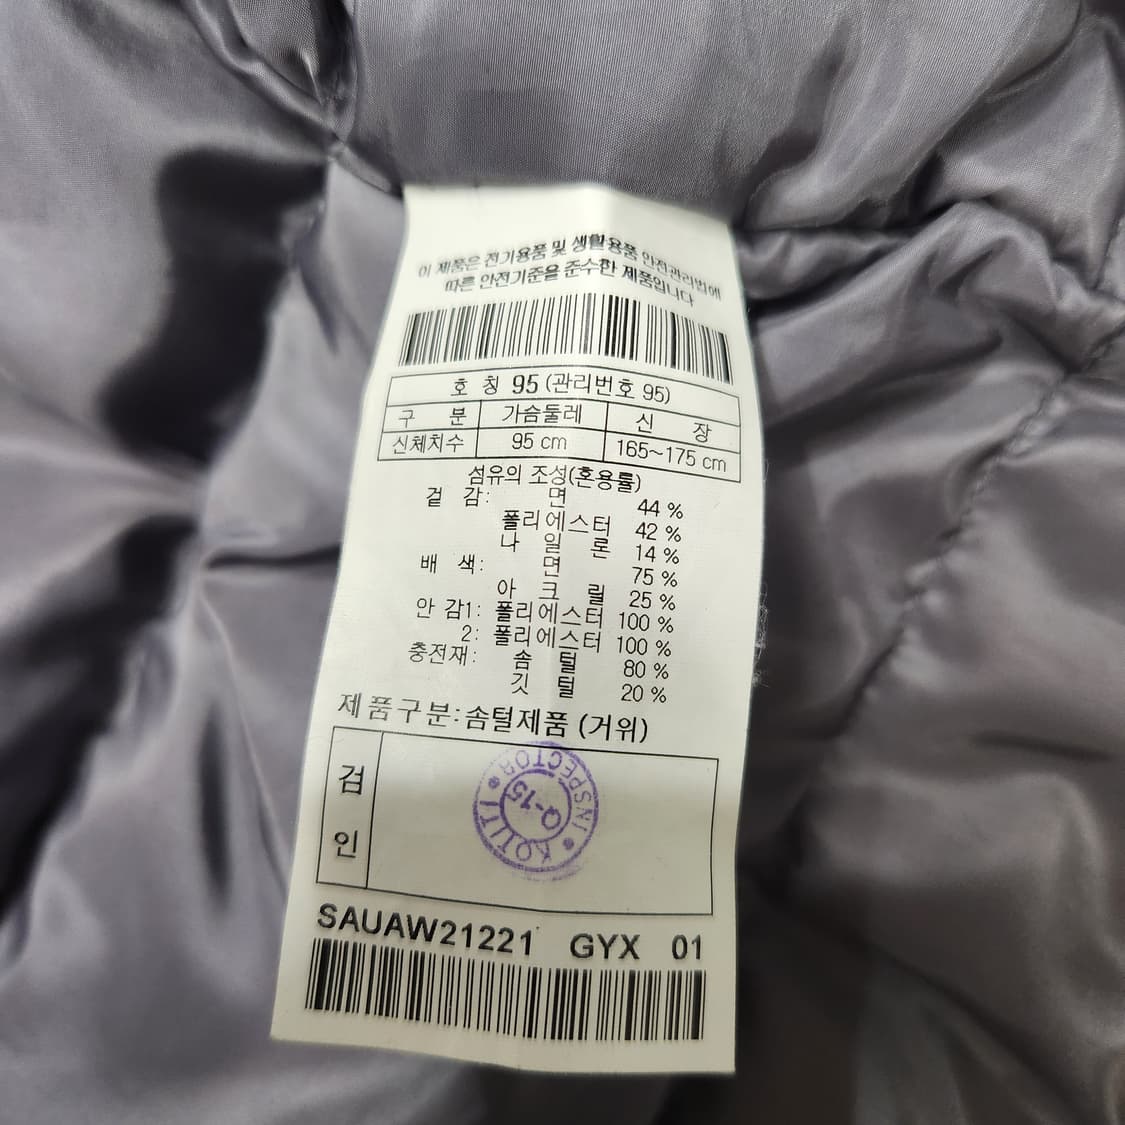 이 제품은 전기용품 및 생활용품 안전관리법에
따른 안전기준을 준수한 제품입니다
호 칭 95 (관리번호 95)
구 분 가슴둘레 신 장
신체치수 95 cm 165~175 cm
섬유의 조성(혼용률)
겉 감: 면 44 %
폴리에스터 42 %
나 일 론 14 %
배 색: 면 75 %
아 크 릴 25 %
안 감1: 폴리에스터 100 %
2: 폴리에스터 100 %
충전재: 솜 털 80 %
깃 털 20 %
제품구분:솜털제품 (거위)
검
인
KOTITI INSPECTOR
Q-15
SAUAW21221 GYX 01